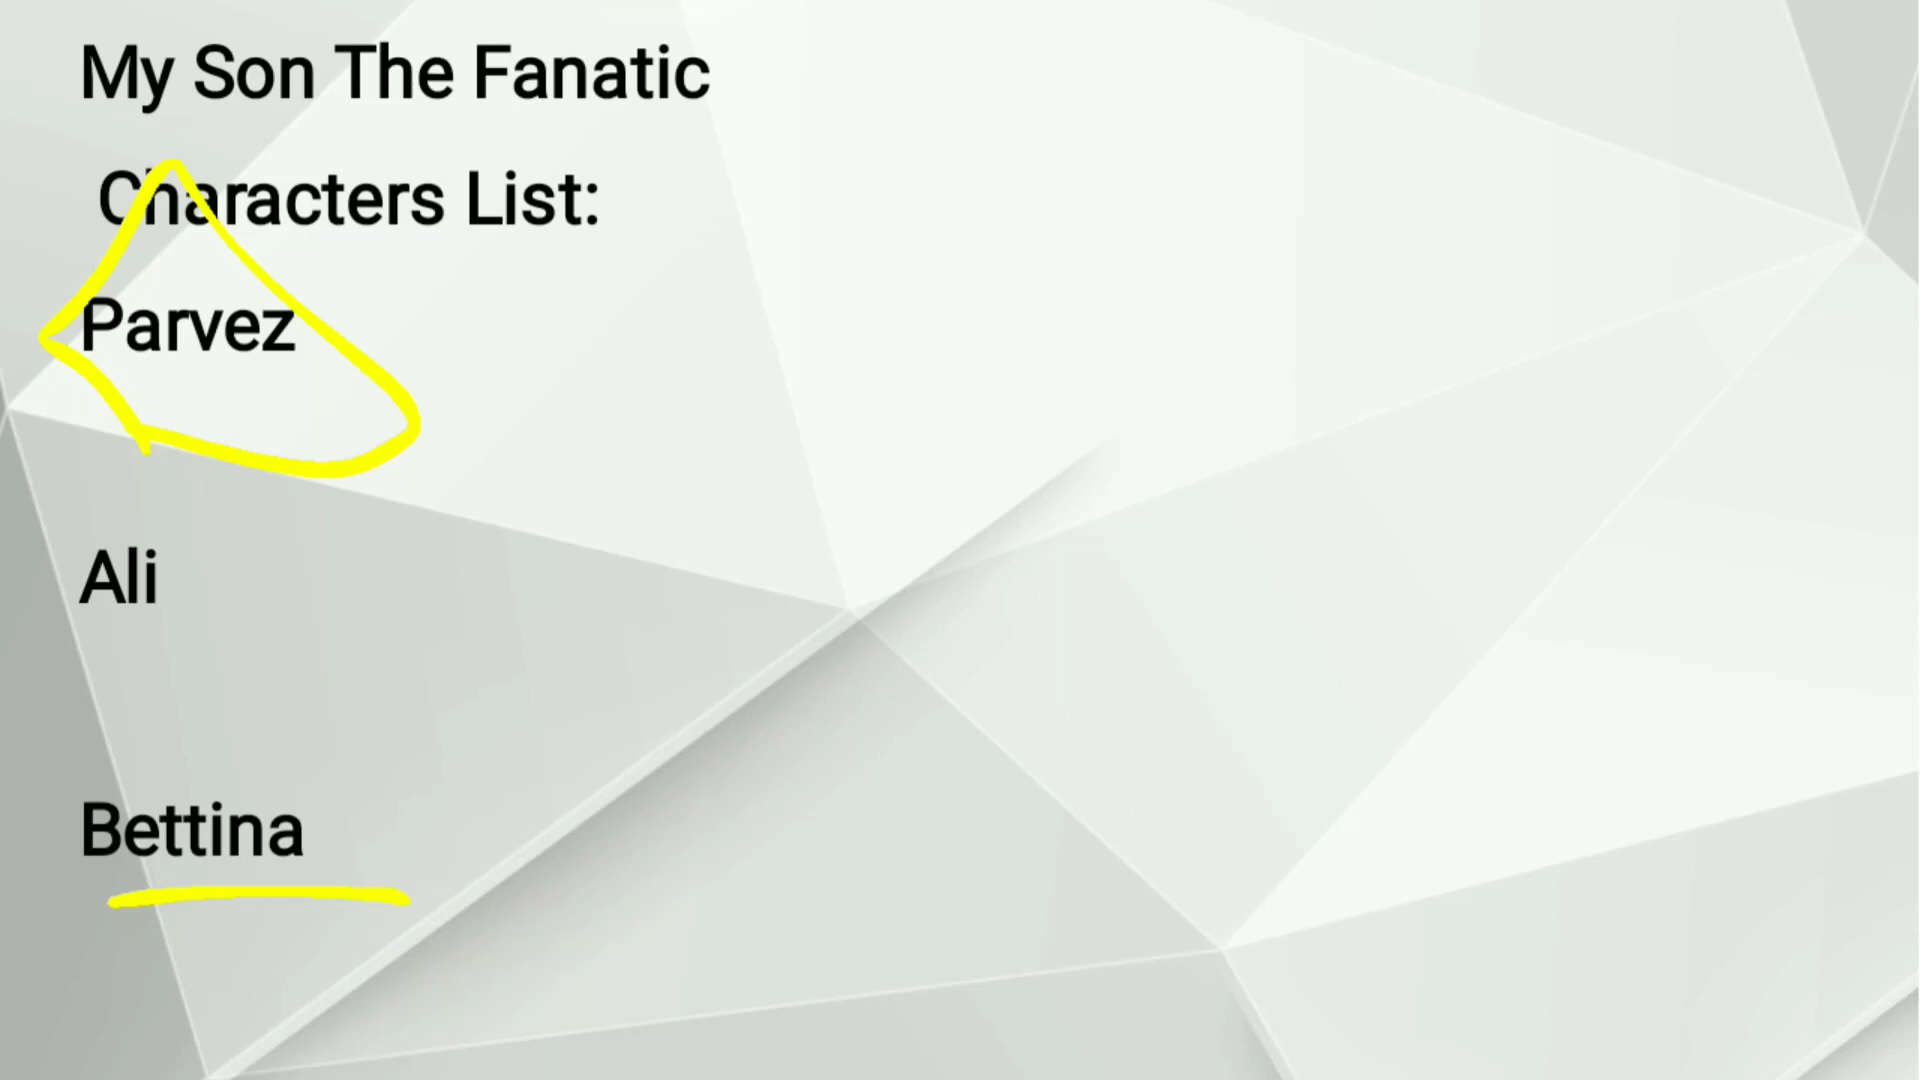 My Son The Fanatic
Characters List:
Parvez
Ali
Bettina